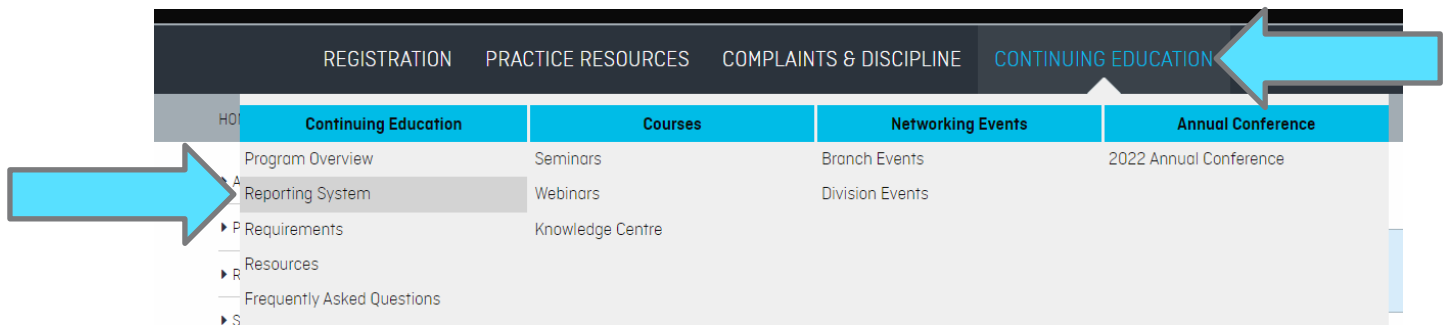 REGISTRATION PRACTICE RESOURCES COMPLAINTS & DISCIPLINE CONTINUING EDUCATION
Continuing Education Courses Networking Events Annual Conference
Program Overview Seminars Branch Events 2022 Annual Conference
Reporting System Webinars Division Events
Requirements Knowledge Centre
Resources
Frequently Asked Questions